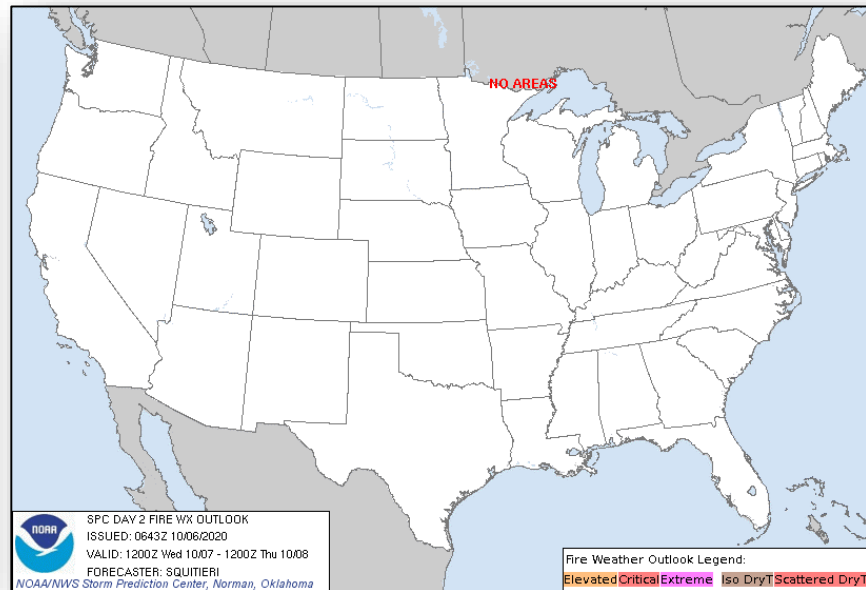 NO AREAS
NOAA
SPC DAY 2 FIRE WX OUTLOOK
ISSUED: 0643Z 10/06/2020
VALID: 1200Z Wed 10/07 - 1200Z Thu 10/08
FORECASTER: SQUITIERI
NOAA/NWS Storm Prediction Center, Norman, Oklahoma
Fire Weather Outlook Legend:
Elevated Critical Extreme Iso DryT Scattered DryT